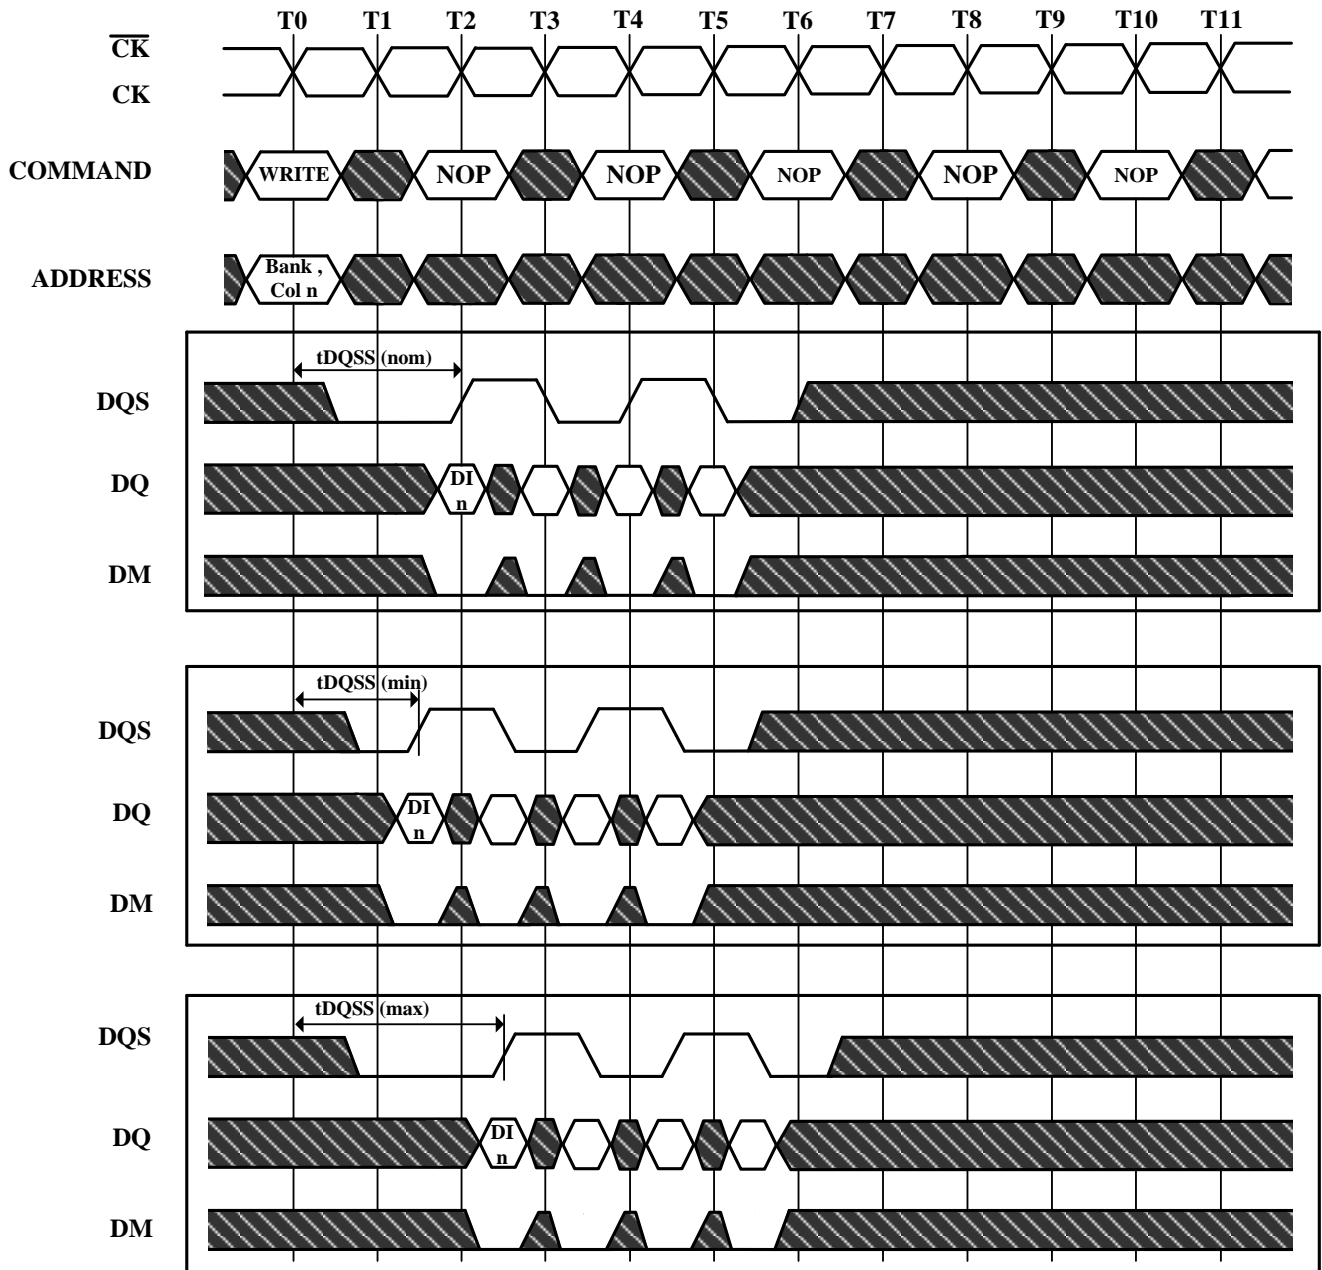 T0 T1 T2 T3 T4 T5 T6 T7 T8 T9 T10 T11
CK
CK
COMMAND WRITE NOP NOP NOP NOP NOP
ADDRESS Bank ,
Col n
tDQSS (nom)
DQS
DQ DI
n
DM
tDQSS (min)
DQS
DQ DI
n
DM
tDQSS (max)
DQS
DQ DI
n
DM